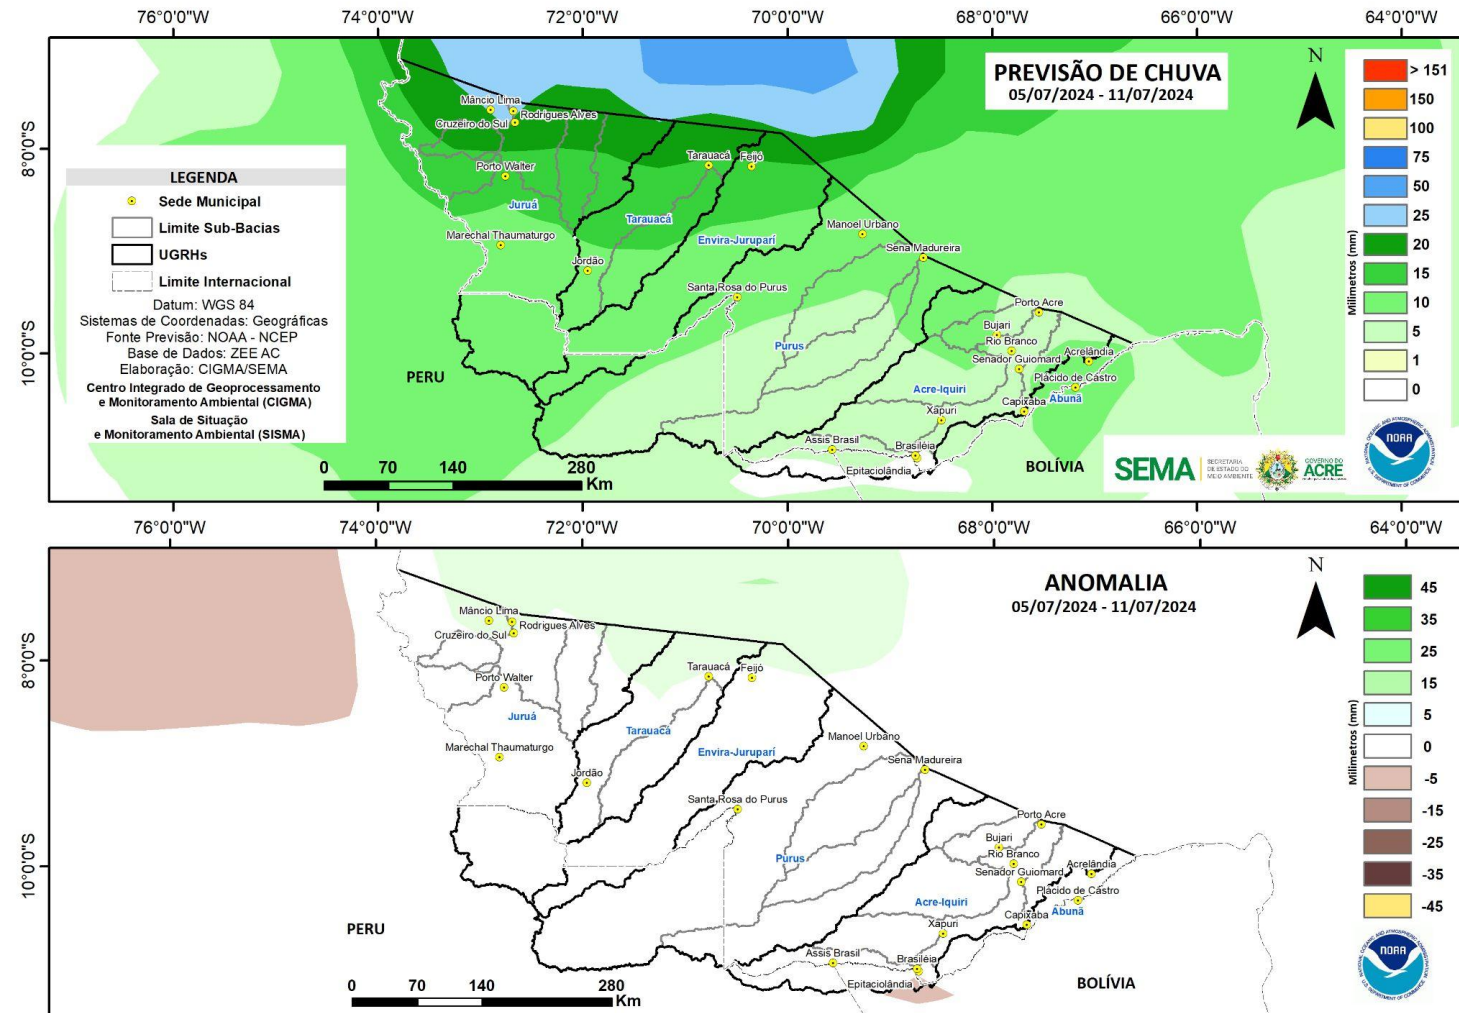 76°0'0"W 74°0'0"W 72°0'0"W 70°0'0"W 68°0'0"W 66°0'0"W 64°0'0"W
8°0'0"S
10°0'0"S
PREVISÃO DE CHUVA
05/07/2024 - 11/07/2024
N
Milimetros (mm)
> 151
150
100
75
50
25
20
15
10
5
1
0
LEGENDA
Sede Municipal
Limite Sub-Bacias
UGRHs
Limite Internacional
Datum: WGS 84
Sistemas de Coordenadas: Geográficas
Fonte Previsão: NOAA - NCEP
Base de Dados: ZEE AC
Elaboração: CIGMA/SEMA
Centro Integrado de Geoprocessamento
e Monitoramento Ambiental (CIGMA)
Sala de Situação
e Monitoramento Ambiental (SISMA)
Mâncio Lima
Rodrigues Alves
Cruzeiro do Sul
Porto Walter
Juruá
Marechal Thaumaturgo
Jordão
Tarauacá
Feijó
Tarauacá
Envira-Juruparí
Manoel Urbano
Sena Madureira
Santa Rosa do Purus
Purus
Porto Acre
Bujari
Rio Branco
Senador Guiomard
Acrelândia
Plácido de Castro
Abunã
Acre-Iquiri
Capixaba
Xapuri
Assis Brasil
Brasiléia
Epitaciolândia
PERU
BOLÍVIA
0 70 140 280
Km
SEMA
SECRETARIA
DE ESTADO DO
MEIO AMBIENTE
GOVERNO DO
ACRE
NOAA
76°0'0"W 74°0'0"W 72°0'0"W 70°0'0"W 68°0'0"W 66°0'0"W 64°0'0"W
8°0'0"S
10°0'0"S
ANOMALIA
05/07/2024 - 11/07/2024
N
Milimetros (mm)
45
35
25
15
5
0
-5
-15
-25
-35
-45
Mâncio Lima
Rodrigues Alves
Cruzeiro do Sul
Porto Walter
Juruá
Marechal Thaumaturgo
Jordão
Tarauacá
Feijó
Tarauacá
Envira-Juruparí
Manoel Urbano
Sena Madureira
Santa Rosa do Purus
Purus
Porto Acre
Bujari
Rio Branco
Senador Guiomard
Acrelândia
Plácido de Castro
Abunã
Acre-Iquiri
Capixaba
Xapuri
Assis Brasil
Brasiléia
Epitaciolândia
PERU
BOLÍVIA
0 70 140 280
Km
NOAA